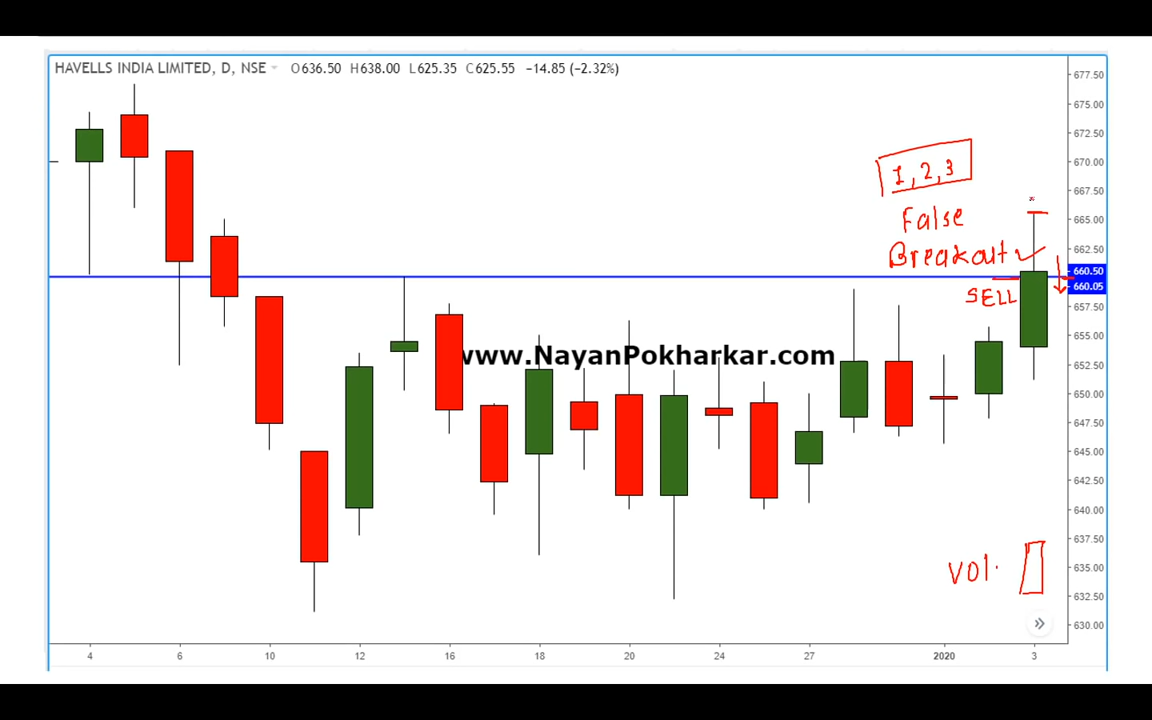 HAVELLS INDIA LIMITED, D, NSE O636.50 H638.00 L625.35 C625.55 −14.85 (−2.32%)
677.50
675.00
672.50
670.00
667.50
665.00
662.50
660.50
660.05
657.50
655.00
652.50
650.00
647.50
645.00
642.50
640.00
637.50
635.00
632.50
630.00
1, 2, 3
False
Breakout
SELL
www.NayanPokharkar.com
Vol.
4 6 10 12 16 18 20 24 27 2020 3